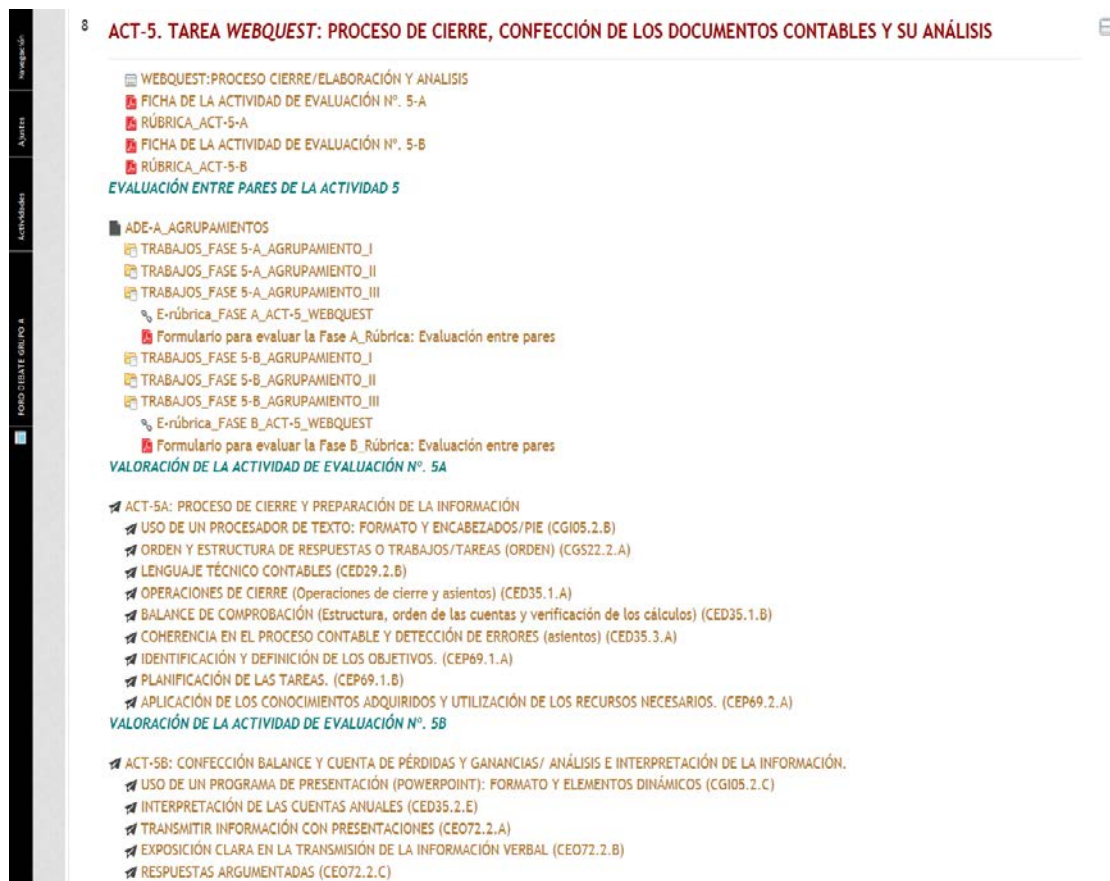 Navegación
Ajustes
Actividades
FORO DEBATE GRUPO A
8
ACT-5. TAREA WEBQUEST: PROCESO DE CIERRE, CONFECCIÓN DE LOS DOCUMENTOS CONTABLES Y SU ANÁLISIS
WEBQUEST:PROCESO CIERRE/ELABORACIÓN Y ANALISIS
FICHA DE LA ACTIVIDAD DE EVALUACIÓN Nº. 5-A
RÚBRICA_ACT-5-A
FICHA DE LA ACTIVIDAD DE EVALUACIÓN Nº. 5-B
RÚBRICA_ACT-5-B
EVALUACIÓN ENTRE PARES DE LA ACTIVIDAD 5
ADE-A_AGRUPAMIENTOS
TRABAJOS_FASE 5-A_AGRUPAMIENTO_I
TRABAJOS_FASE 5-A_AGRUPAMIENTO_II
TRABAJOS_FASE 5-A_AGRUPAMIENTO_III
E-rúbrica_FASE A_ACT-5_WEBQUEST
Formulario para evaluar la Fase A_Rúbrica: Evaluación entre pares
TRABAJOS_FASE 5-B_AGRUPAMIENTO_I
TRABAJOS_FASE 5-B_AGRUPAMIENTO_II
TRABAJOS_FASE 5-B_AGRUPAMIENTO_III
E-rúbrica_FASE B_ACT-5_WEBQUEST
Formulario para evaluar la Fase B_Rúbrica: Evaluación entre pares
VALORACIÓN DE LA ACTIVIDAD DE EVALUACIÓN Nº. 5A
ACT-5A: PROCESO DE CIERRE Y PREPARACIÓN DE LA INFORMACIÓN
USO DE UN PROCESADOR DE TEXTO: FORMATO Y ENCABEZADOS/PIE (CGI05.2.B)
ORDEN Y ESTRUCTURA DE RESPUESTAS O TRABAJOS/TAREAS (ORDEN) (CGS22.2.A)
LENGUAJE TÉCNICO CONTABLES (CED29.2.B)
OPERACIONES DE CIERRE (Operaciones de cierre y asientos) (CED35.1.A)
BALANCE DE COMPROBACIÓN (Estructura, orden de las cuentas y verificación de los cálculos) (CED35.1.B)
COHERENCIA EN EL PROCESO CONTABLE Y DETECCIÓN DE ERRORES (asientos) (CED35.3.A)
IDENTIFICACIÓN Y DEFINICIÓN DE LOS OBJETIVOS. (CEP69.1.A)
PLANIFICACIÓN DE LAS TAREAS. (CEP69.1.B)
APLICACIÓN DE LOS CONOCIMIENTOS ADQUIRIDOS Y UTILIZACIÓN DE LOS RECURSOS NECESARIOS. (CEP69.2.A)
VALORACIÓN DE LA ACTIVIDAD DE EVALUACIÓN Nº. 5B
ACT-5B: CONFECCIÓN BALANCE Y CUENTA DE PÉRDIDAS Y GANANCIAS/ ANÁLISIS E INTERPRETACIÓN DE LA INFORMACIÓN.
USO DE UN PROGRAMA DE PRESENTACIÓN (POWERPOINT): FORMATO Y ELEMENTOS DINÁMICOS (CGI05.2.C)
INTERPRETACIÓN DE LAS CUENTAS ANUALES (CED35.2.E)
TRANSMITIR INFORMACIÓN CON PRESENTACIONES (CEO72.2.A)
EXPOSICIÓN CLARA EN LA TRANSMISIÓN DE LA INFORMACIÓN VERBAL (CEO72.2.B)
RESPUESTAS ARGUMENTADAS (CEO72.2.C)